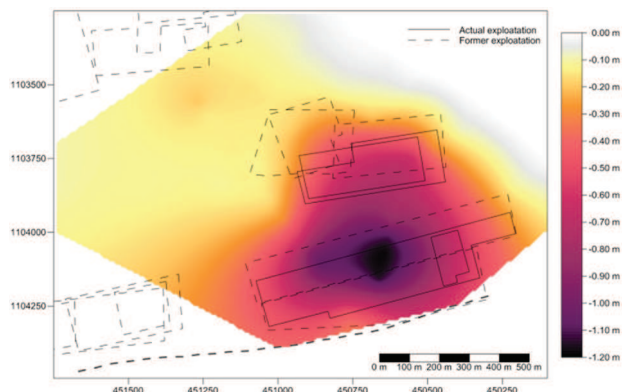 Actual exploatation
Former exploatation
0.00 m
-0.10 m
-0.20 m
-0.30 m
-0.40 m
-0.50 m
-0.60 m
-0.70 m
-0.80 m
-0.90 m
-1.00 m
-1.10 m
-1.20 m
1103500
1103750
1104000
1104250
0 m 100 m 200 m 300 m 400 m 500 m
451500 451250 451000 450750 450500 450250